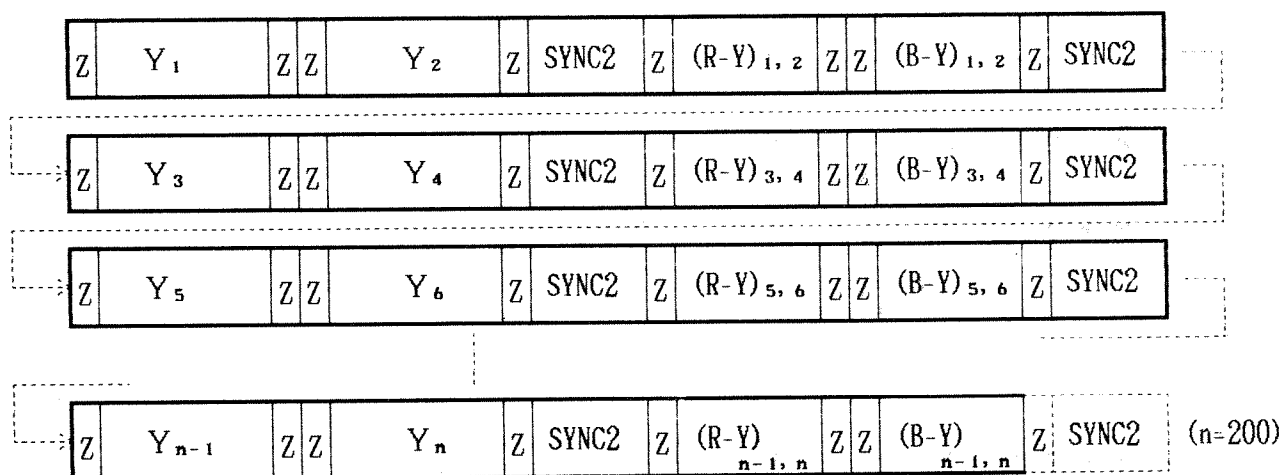 Z Y₁ Z Z Y₂ Z SYNC2 Z (R-Y)₁,₂ Z Z (B-Y)₁,₂ Z SYNC2
Z Y₃ Z Z Y₄ Z SYNC2 Z (R-Y)₃,₄ Z Z (B-Y)₃,₄ Z SYNC2
Z Y₅ Z Z Y₆ Z SYNC2 Z (R-Y)₅,₆ Z Z (B-Y)₅,₆ Z SYNC2
Z Yₙ₋₁ Z Z Yₙ Z SYNC2 Z (R-Y)ₙ₋₁,ₙ Z Z (B-Y)ₙ₋₁,ₙ Z SYNC2 (n=200)